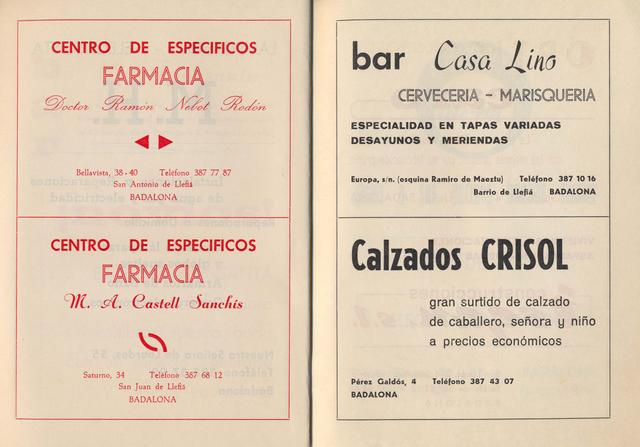 CENTRO DE ESPECIFICOS
FARMACIA
Doctor Ramón Nebot Rodón
Bellavista, 38-40 Teléfono 387 77 87
San Antonio de Llefiá
BADALONA
CENTRO DE ESPECIFICOS
FARMACIA
M. A. Castell Sanchís
Saturno, 34 Teléfono 387 68 12
San Juan de Llefiá
BADALONA
bar Casa Lino
CERVECERIA - MARISQUERIA
ESPECIALIDAD EN TAPAS VARIADAS
DESAYUNOS Y MERIENDAS
Europa, s/n. (esquina Ramiro de Maeztu) Teléfono 387 10 16
Barrio de Llefiá BADALONA
Calzados CRISOL
gran surtido de calzado
de caballero, señora y niño
a precios económicos
Pérez Galdós, 4 Teléfono 387 43 07
BADALONA